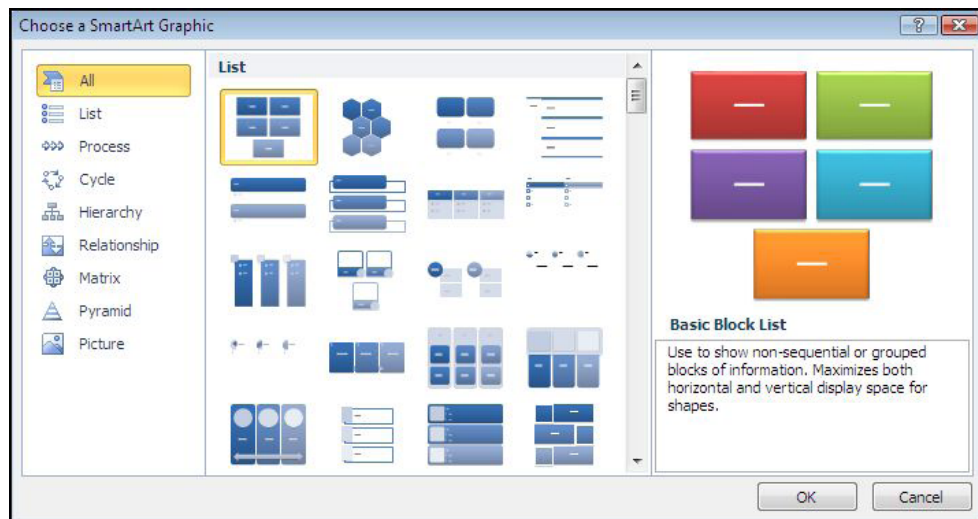 Choose a SmartArt Graphic
All
List
Process
Cycle
Hierarchy
Relationship
Matrix
Pyramid
Picture
List
Basic Block List
Use to show non-sequential or grouped
blocks of information. Maximizes both
horizontal and vertical display space for
shapes.
OK
Cancel